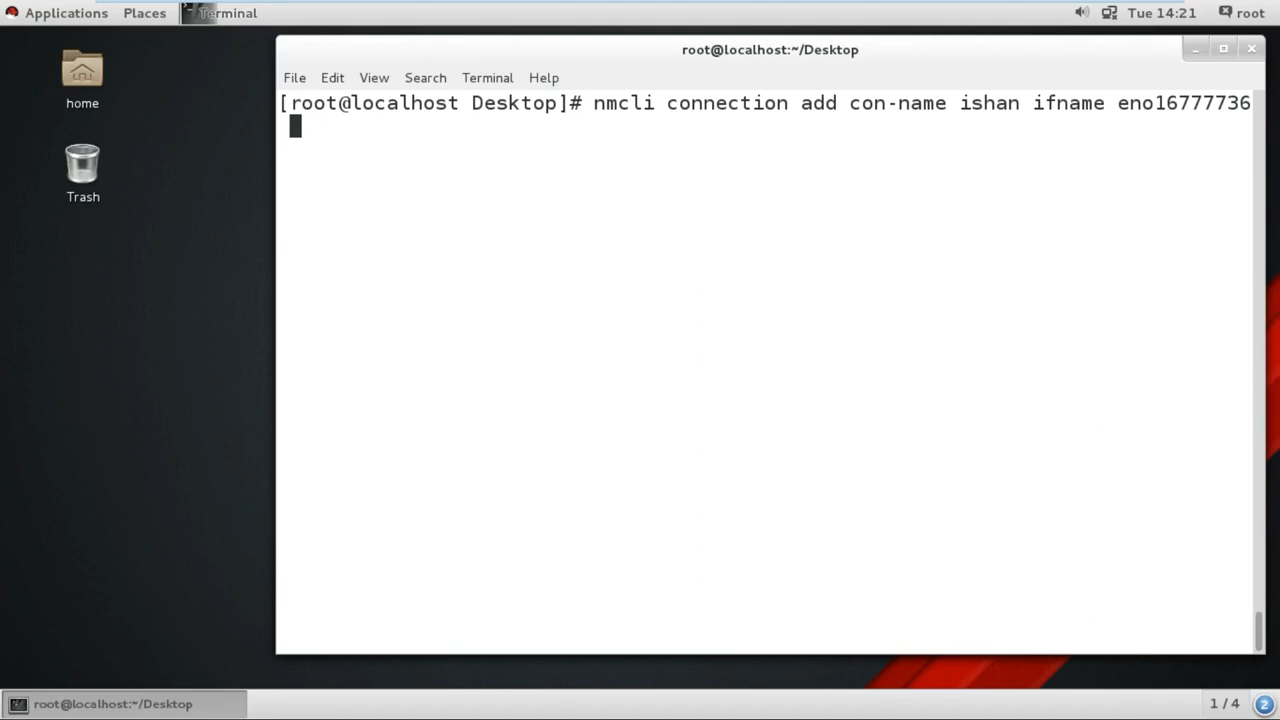 Applications Places Terminal Tue 14:21 root
root@localhost:~/Desktop
File Edit View Search Terminal Help
[root@localhost Desktop]# nmcli connection add con-name ishan ifname eno16777736
home
Trash
root@localhost:~/Desktop 1 / 4 2